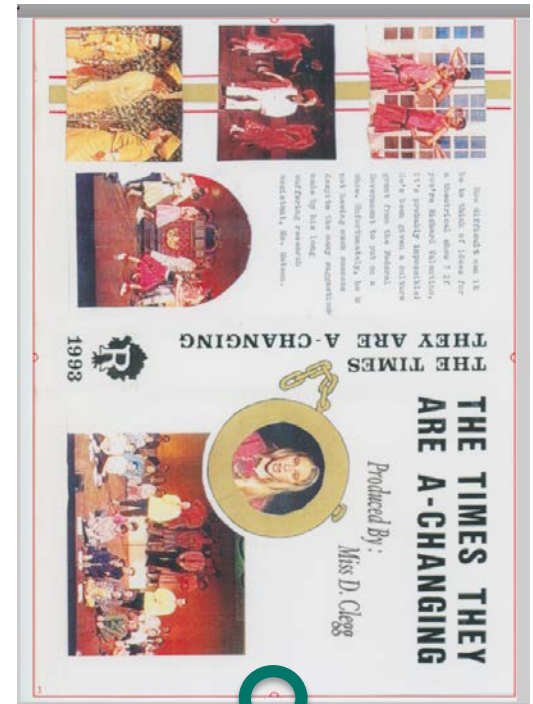 How difficult can it
be to think of ideas for
a theatrical show ? If
you're Richard Valentine,
it's probably impossible!
He's been given a culture
grant from the Federal
Government to put on a
show. Unfortunately, he is
not having much success
despite the many suggestions
made by his long
suffering research
assistant, Ms.
THE TIMES
THEY ARE A-CHANGING
R
1993
THE TIMES THEY
ARE A-CHANGING
Produced By :
Miss D. Clegg
1